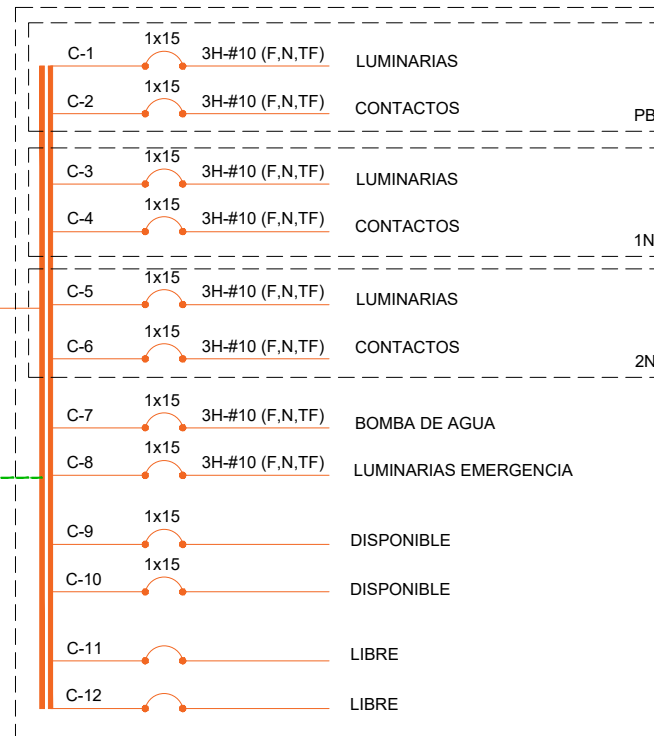 C-1 1x15 3H-#10 (F,N,TF) LUMINARIAS
C-2 1x15 3H-#10 (F,N,TF) CONTACTOS
PB
C-3 1x15 3H-#10 (F,N,TF) LUMINARIAS
C-4 1x15 3H-#10 (F,N,TF) CONTACTOS
1N
C-5 1x15 3H-#10 (F,N,TF) LUMINARIAS
C-6 1x15 3H-#10 (F,N,TF) CONTACTOS
2N
C-7 1x15 3H-#10 (F,N,TF) BOMBA DE AGUA
C-8 1x15 3H-#10 (F,N,TF) LUMINARIAS EMERGENCIA
C-9 1x15 DISPONIBLE
C-10 1x15 DISPONIBLE
C-11 LIBRE
C-12 LIBRE